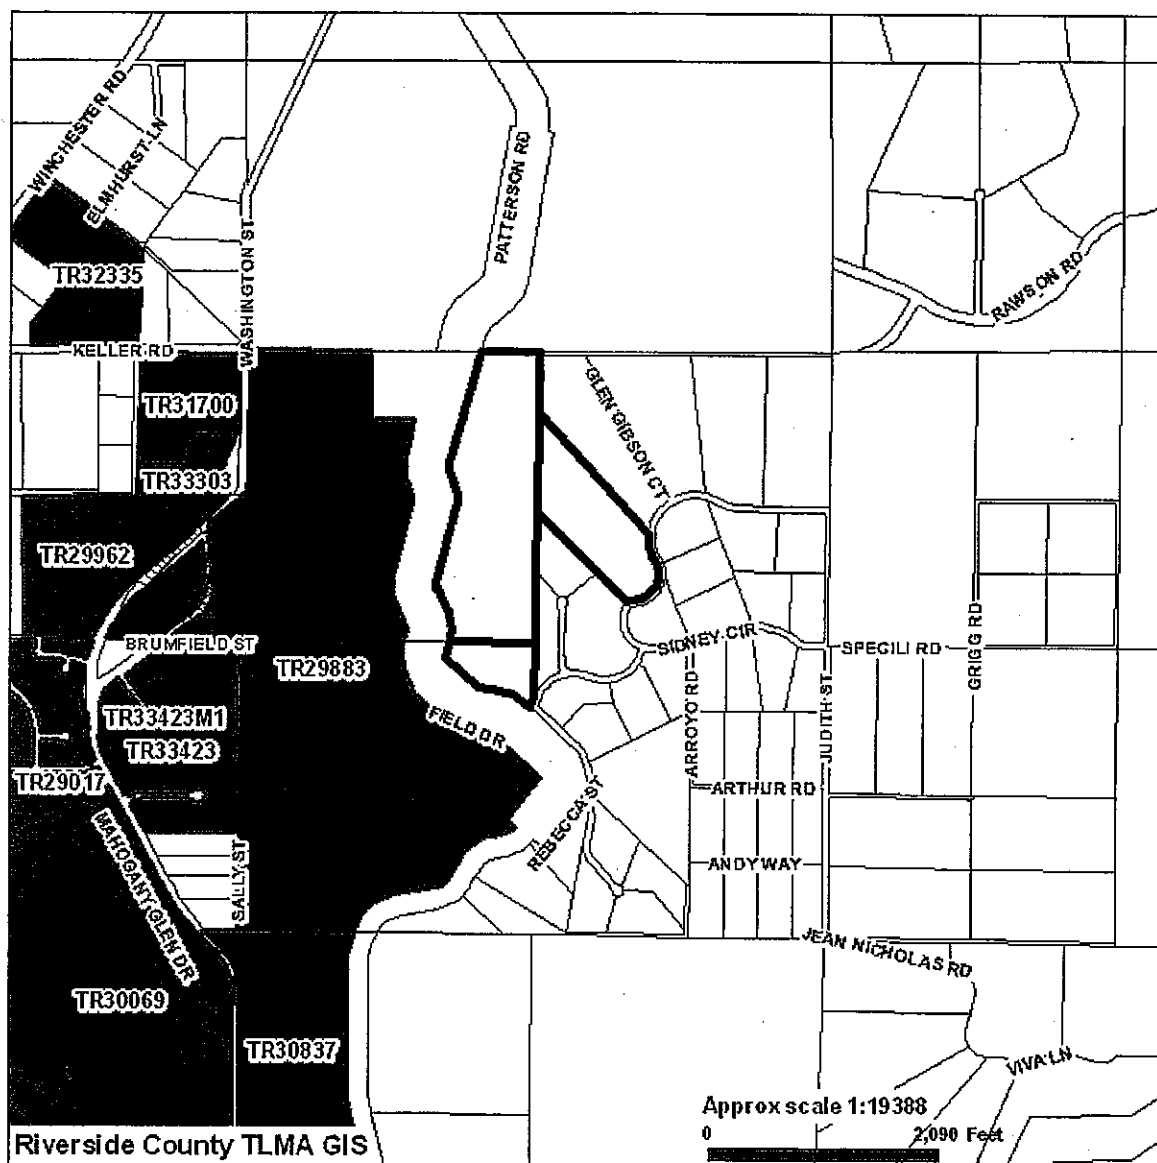 WINCHESTER RD
ELMHURST LN
PATTERSON RD
WASHINGTON ST
TR32335
RAWSON RD
KELLER RD
GLEN GIBSON CT
TR31700
TR33303
TR29962
BRUMFIELD ST
TR29883
SIDNEY CIR
SPECILI RD
GRIGG RD
ARROYO RD
JUDITH ST
TR33423M1
FIELD DR
TR33423
TR29017
ARTHUR RD
REBECCA ST
MAHOGANY GLEN DR
SALLY ST
ANDY WAY
JEAN NICHOLAS RD
TR30069
TR30837
VIVA LN
Approx scale 1:19388
0 2,090 Feet
Riverside County TLMA GIS